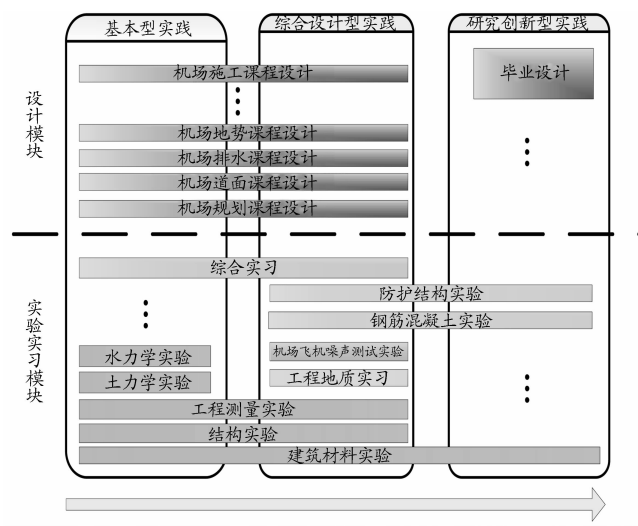 基本型实践
综合设计型实践
研究创新型实践
设计模块
机场施工课程设计
毕业设计
机场地势课程设计
机场排水课程设计
机场道面课程设计
机场规划课程设计
实验实习模块
综合实习
防护结构实验
钢筋混凝土实验
水力学实验
机场飞机噪声测试实验
土力学实验
工程地质实习
工程测量实验
结构实验
建筑材料实验